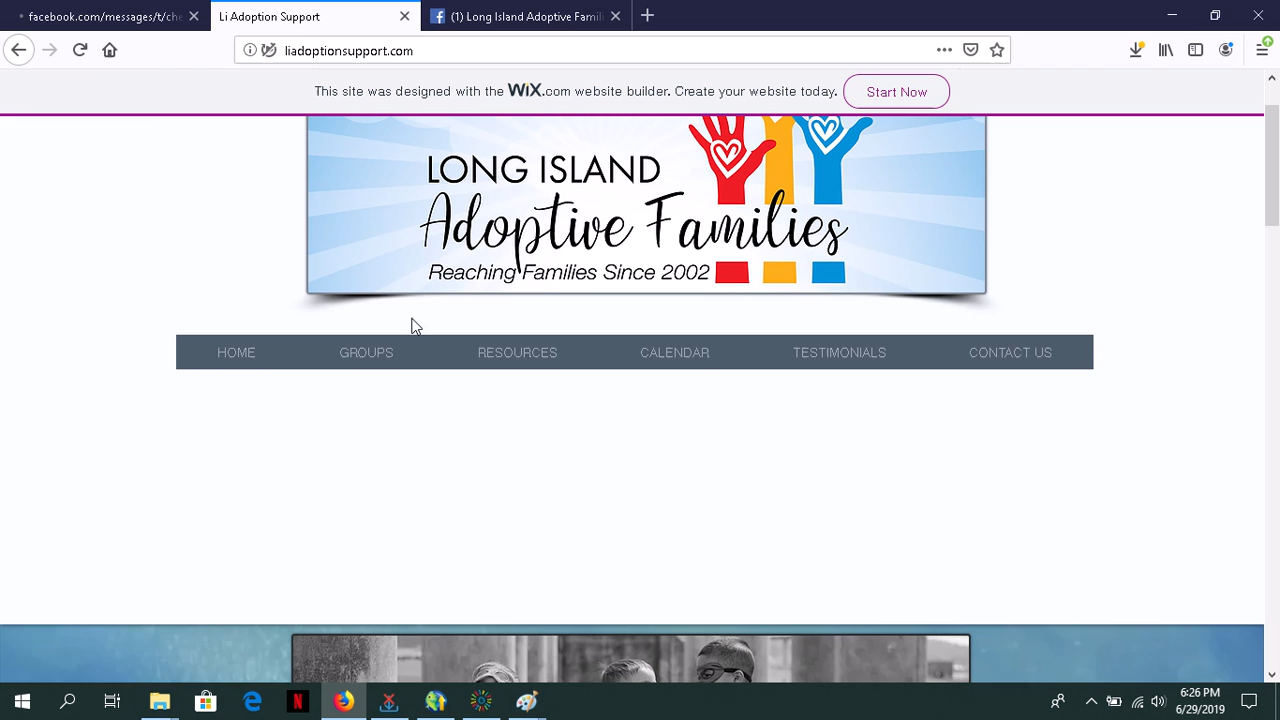 facebook.com/messages/t/che
Li Adoption Support
(1) Long Island Adoptive Famili
liadoptionsupport.com
This site was designed with the WiX.com website builder. Create your website today.
Start Now
LONG ISLAND
Adoptive Families
Reaching Families Since 2002
HOME GROUPS RESOURCES CALENDAR TESTIMONIALS CONTACT US
6:26 PM
6/29/2019